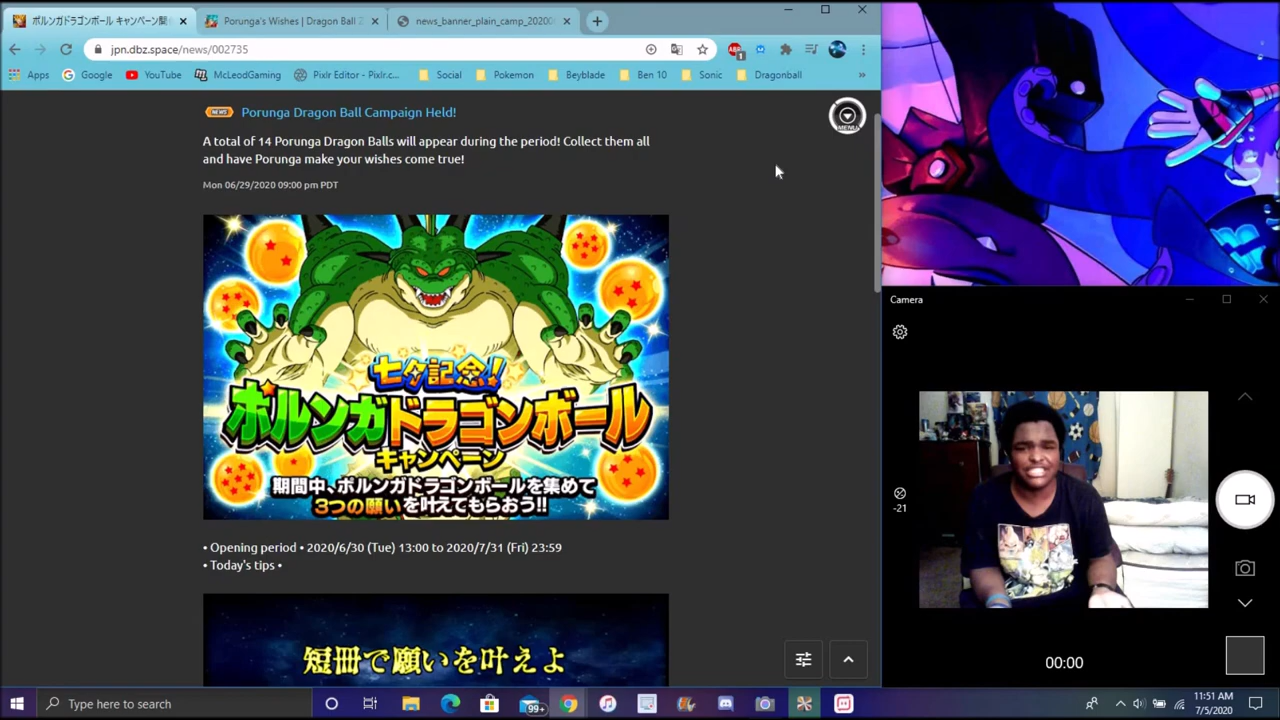 ポルンガドラゴンボール キャンペーン開
Porunga's Wishes | Dragon Ball Z
news_banner_plain_camp_20200
jpn.dbz.space/news/002735
ABP
1
Apps
Google
YouTube
McLeodGaming
Pixlr Editor - Pixlr.c...
Social
Pokemon
Beyblade
Ben 10
Sonic
Dragonball
»
NEWS
Porunga Dragon Ball Campaign Held!
MENU
A total of 14 Porunga Dragon Balls will appear during the period! Collect them all
and have Porunga make your wishes come true!
Mon 06/29/2020 09:00 pm PDT
七夕記念!
ポルンガドラゴンボール
キャンペーン
期間中、ポルンガドラゴンボールを集めて
3つの願いを叶えてもらおう!!
• Opening period • 2020/6/30 (Tue) 13:00 to 2020/7/31 (Fri) 23:59
• Today's tips •
短冊で願いを叶えよ
Camera
-21
00:00
Type here to search
99+
11:51 AM
7/5/2020